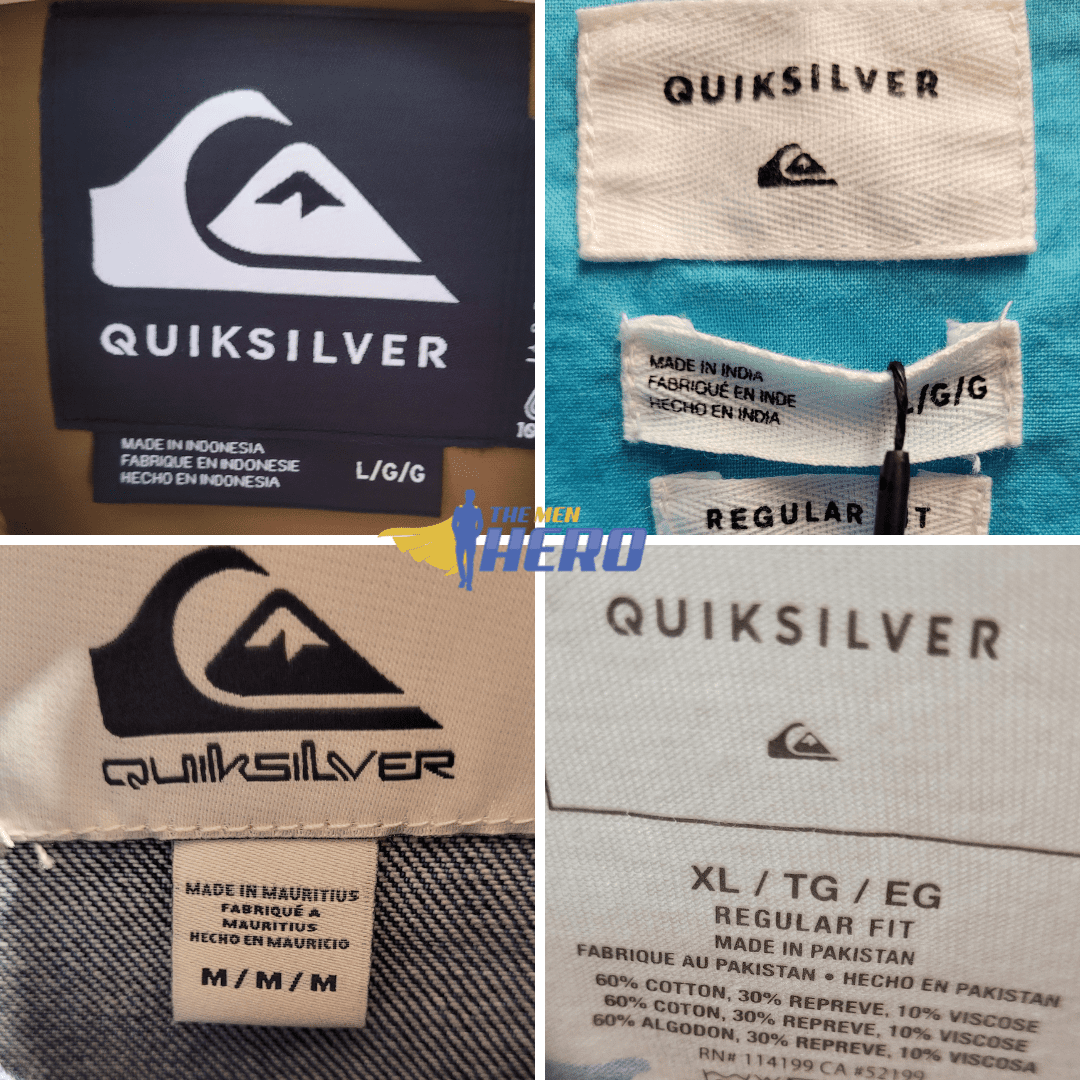 QUIKSILVER
MADE IN INDONESIA
FABRIQUE EN INDONESIE
HECHO EN INDONESIA
L/G/G
16
QUIKSILVER
MADE IN INDIA
FABRIQUÉ EN INDE
HECHO EN INDIA
L/G/G
REGULAR
THE MEN
HERO
QUIKSILVER
MADE IN MAURITIUS
FABRIQUÉ A
MAURITIUS
HECHO EN MAURICIO
M / M / M
QUIKSILVER
XL / TG / EG
REGULAR FIT
MADE IN PAKISTAN
FABRIQUE AU PAKISTAN • HECHO EN PAKISTAN
60% COTTON, 30% REPREVE, 10% VISCOSE
60% COTON, 30% REPREVE, 10% VISCOSE
60% ALGODON, 30% REPREVE, 10% VISCOSA
RN# 114199 CA #52199